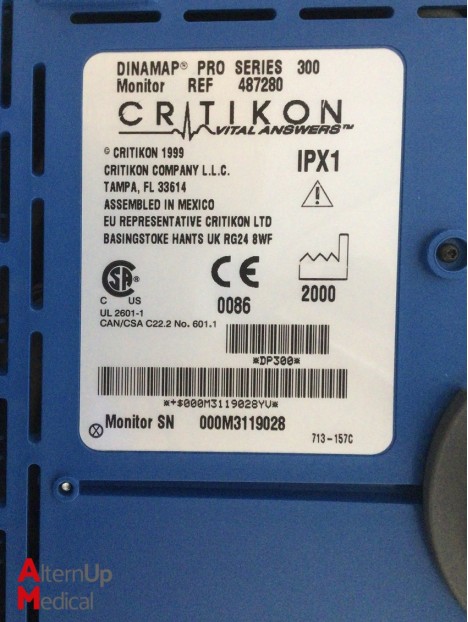 DINAMAP® PRO SERIES 300
Monitor REF 487280
CRITIKON
VITAL ANSWERS™
© CRITIKON 1999
CRITIKON COMPANY L.L.C.
TAMPA, FL 33614
ASSEMBLED IN MEXICO
EU REPRESENTATIVE CRITIKON LTD
BASINGSTOKE HANTS UK RG24 8WF
IPX1
SA®
C US
UL 2601-1
CAN/CSA C22.2 No. 601.1
CE
0086
2000
*DP300*
*+$000M3119028YU*
Monitor SN 000M3119028
713-157C
AlternUp
Medical